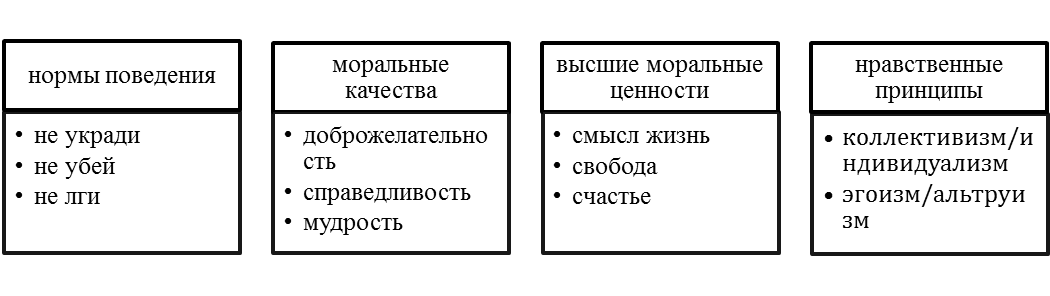 нормы поведения
• не укради
• не убей
• не лги
моральные
качества
• доброжелательно
сть
• справедливость
• мудрость
высшие моральные
ценности
• смысл жизнь
• свобода
• счастье
нравственные
принципы
• коллективизм/и
ндивидуализм
• эгоизм/альтруи
зм